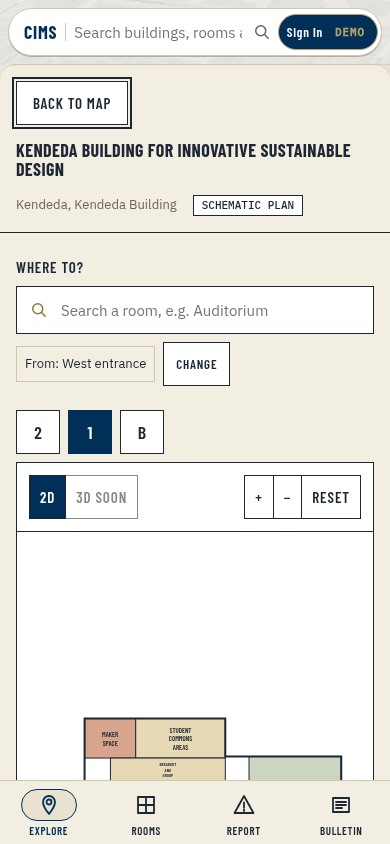 CIMS
Search buildings, rooms a
Sign In DEMO
BACK TO MAP
KENDEDA BUILDING FOR INNOVATIVE SUSTAINABLE
DESIGN
Kendeda, Kendeda Building
SCHEMATIC PLAN
WHERE TO?
Search a room, e.g. Auditorium
From: West entrance
CHANGE
2
1
B
2D
3D SOON
+
−
RESET
MAKER
SPACE
STUDENT
COMMONS
AREAS
BREAKOUT
AND
GROUP
EXPLORE
ROOMS
REPORT
BULLETIN